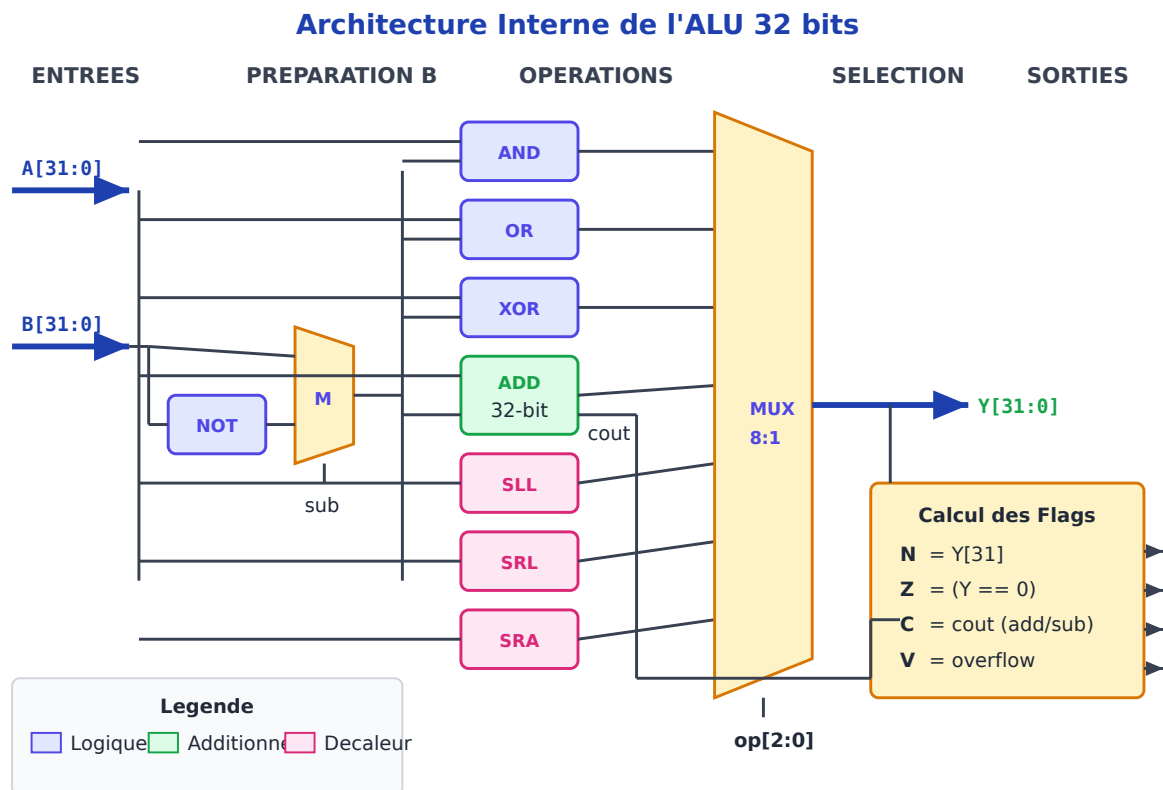 Architecture Interne de l'ALU 32 bits
ENTREES PREPARATION B OPERATIONS SELECTION SORTIES
A[31:0]
AND
OR
XOR
B[31:0]
ADD
32-bit
M
NOT
cout
MUX
8:1
Y[31:0]
sub
SLL
SRL
SRA
Calcul des Flags
N = Y[31]
Z = (Y == 0)
C = cout (add/sub)
V = overflow
Legende
Logique Additionne Decaleur
op[2:0]